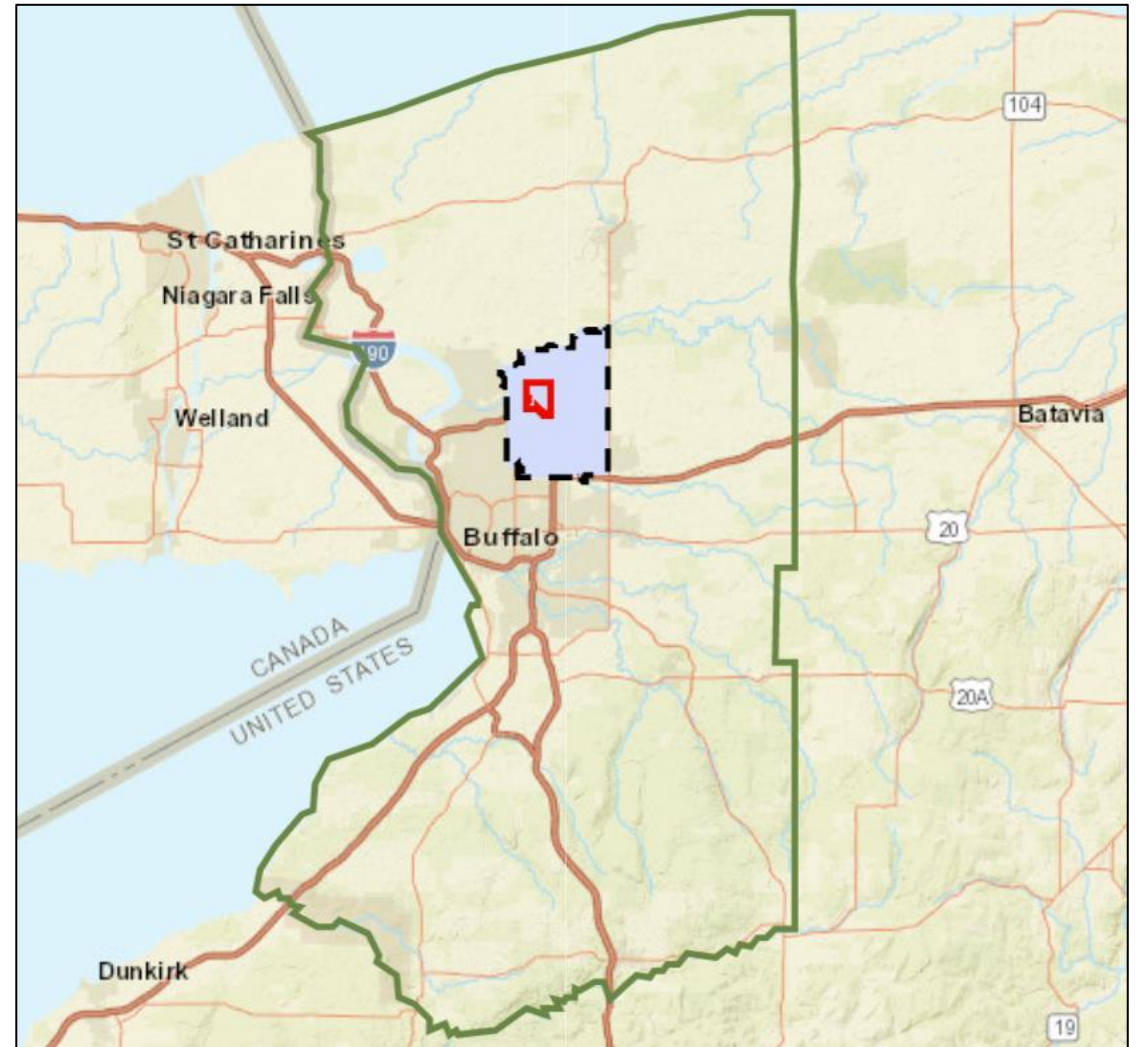 104
St Catharines
Niagara Falls
190
Welland
Batavia
20
Buffalo
CANADA
UNITED STATES
20A
Dunkirk
19